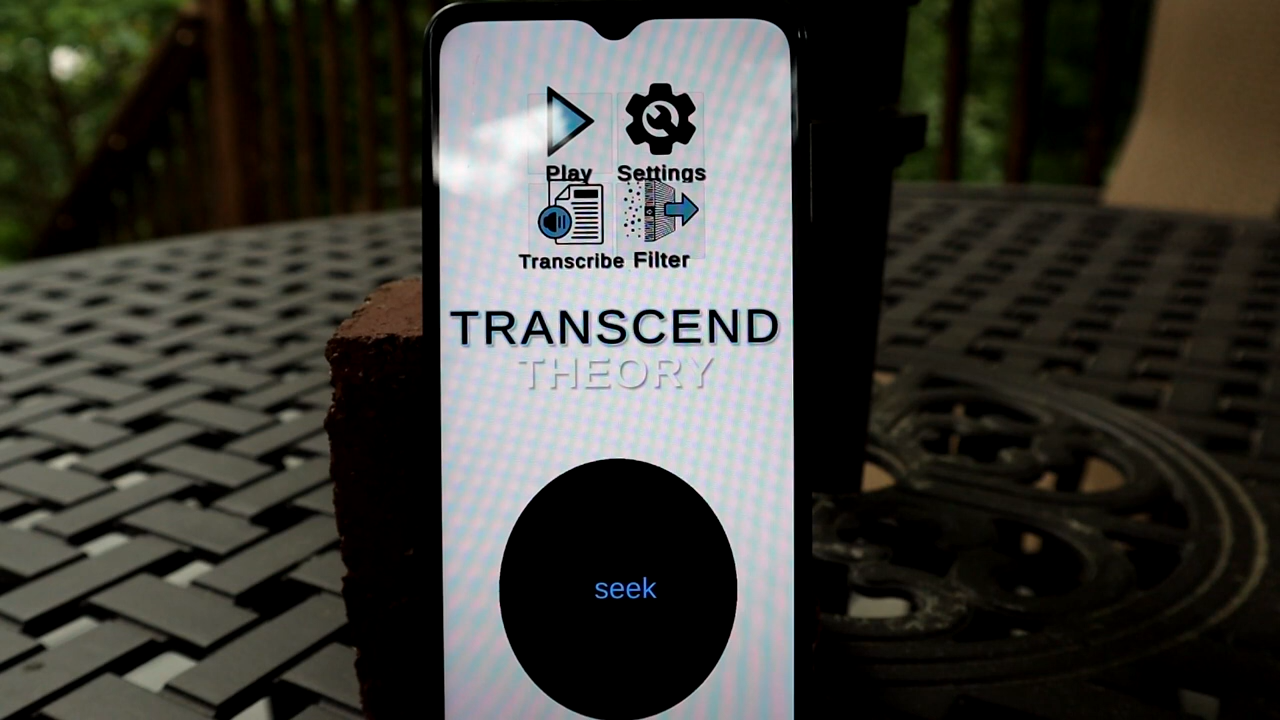 Play Settings
Transcribe Filter
TRANSCEND
THEORY
seek